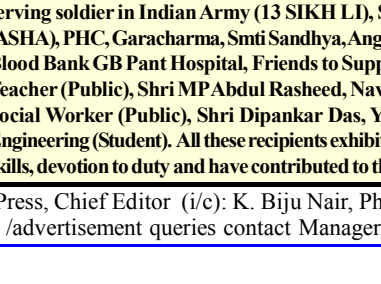 erving soldier in Indian Army (13 SIKH LI), S
ASHA), PHC, Garacharma, Smti Sandhya, Ang
Blood Bank GB Pant Hospital, Friends to Supp
Teacher (Public), Shri MP Abdul Rasheed, Nav
ocial Worker (Public), Shri Dipankar Das, Y
Engineering (Student). All these recipients exhibit
kills, devotion to duty and have contributed to th
Press, Chief Editor (i/c): K. Biju Nair, Ph
/advertisement queries contact Manager